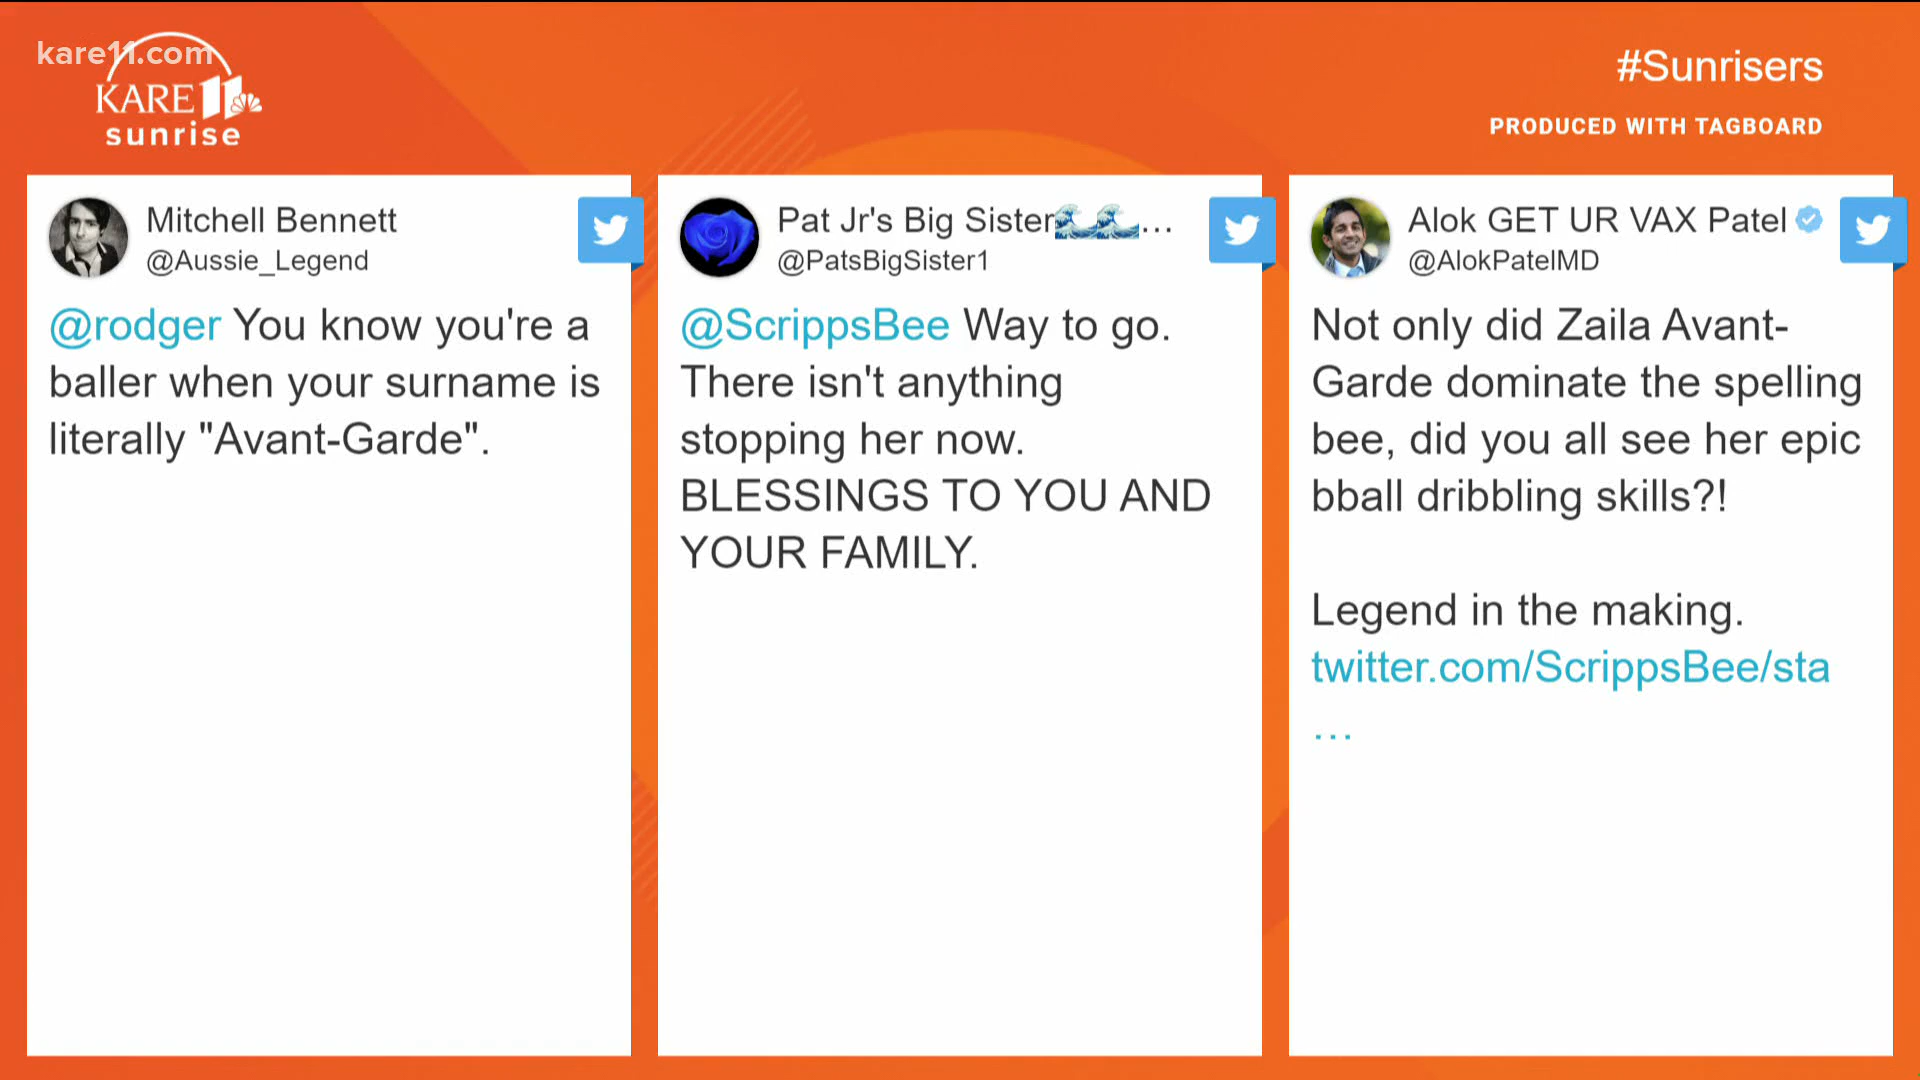 kare11.com
KARE 11
sunrise
#Sunrisers
PRODUCED WITH TAGBOARD
Mitchell Bennett
@Aussie_Legend
@rodger You know you're a
baller when your surname is
literally "Avant-Garde".
Pat Jr's Big Sister🌊🌊…
@PatsBigSister1
@ScrippsBee Way to go.
There isn't anything
stopping her now.
BLESSINGS TO YOU AND
YOUR FAMILY.
Alok GET UR VAX Patel
@AlokPatelMD
Not only did Zaila Avant-
Garde dominate the spelling
bee, did you all see her epic
bball dribbling skills?!
Legend in the making.
twitter.com/ScrippsBee/sta
…